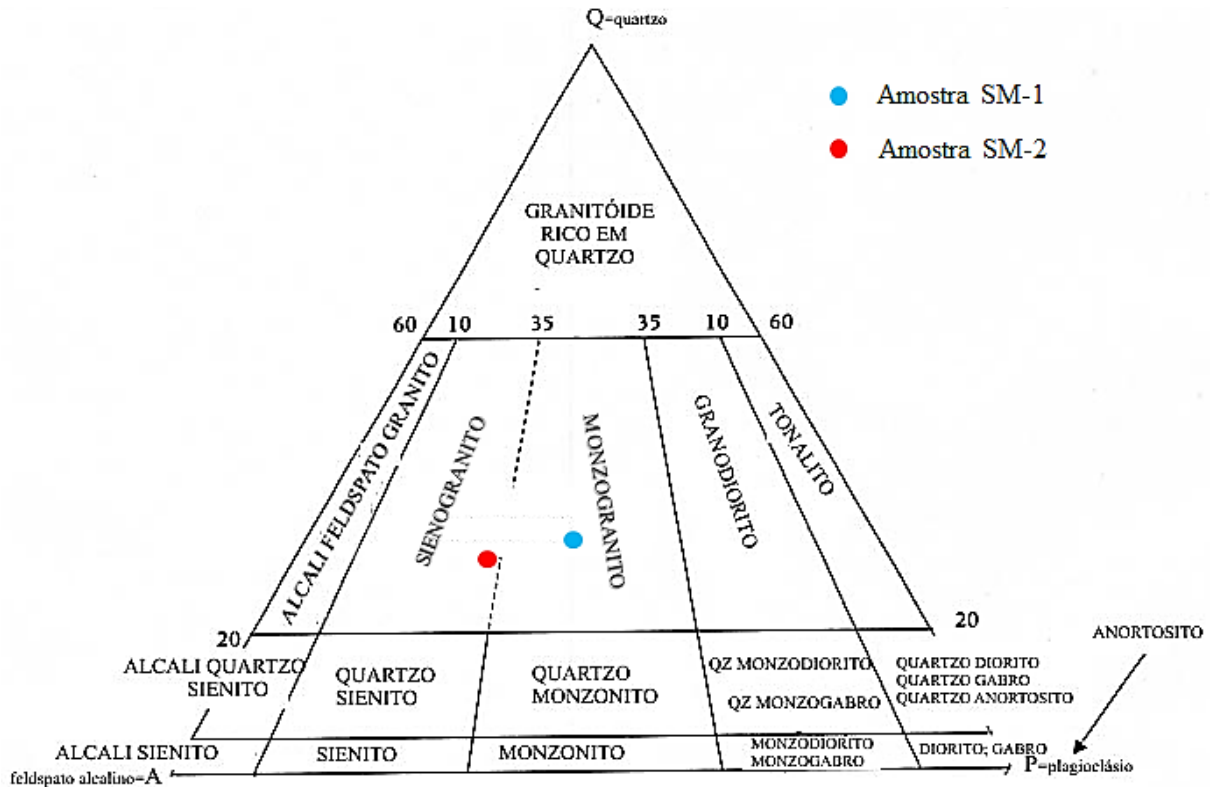 Q=quartzo
Amostra SM-1
Amostra SM-2
GRANITÓIDE
RICO EM
QUARTZO
60 10 35 35 10 60
ALCALI FELDSPATO GRANITO
SIENOGRANITO
MONZOGRANITO
GRANODIORITO
TONALITO
20 20
ANORTOSITO
ALCALI QUARTZO
SIENITO
QUARTZO
SIENITO
QUARTZO
MONZONITO
QZ MONZODIORITO
QZ MONZOGABRO
QUARTZO DIORITO
QUARTZO GABRO
QUARTZO ANORTOSITO
ALCALI SIENITO
SIENITO
MONZONITO
MONZODIORITO
MONZOGABRO
DIORITO; GABRO
feldspato alcalino=A
P=plagioclásio